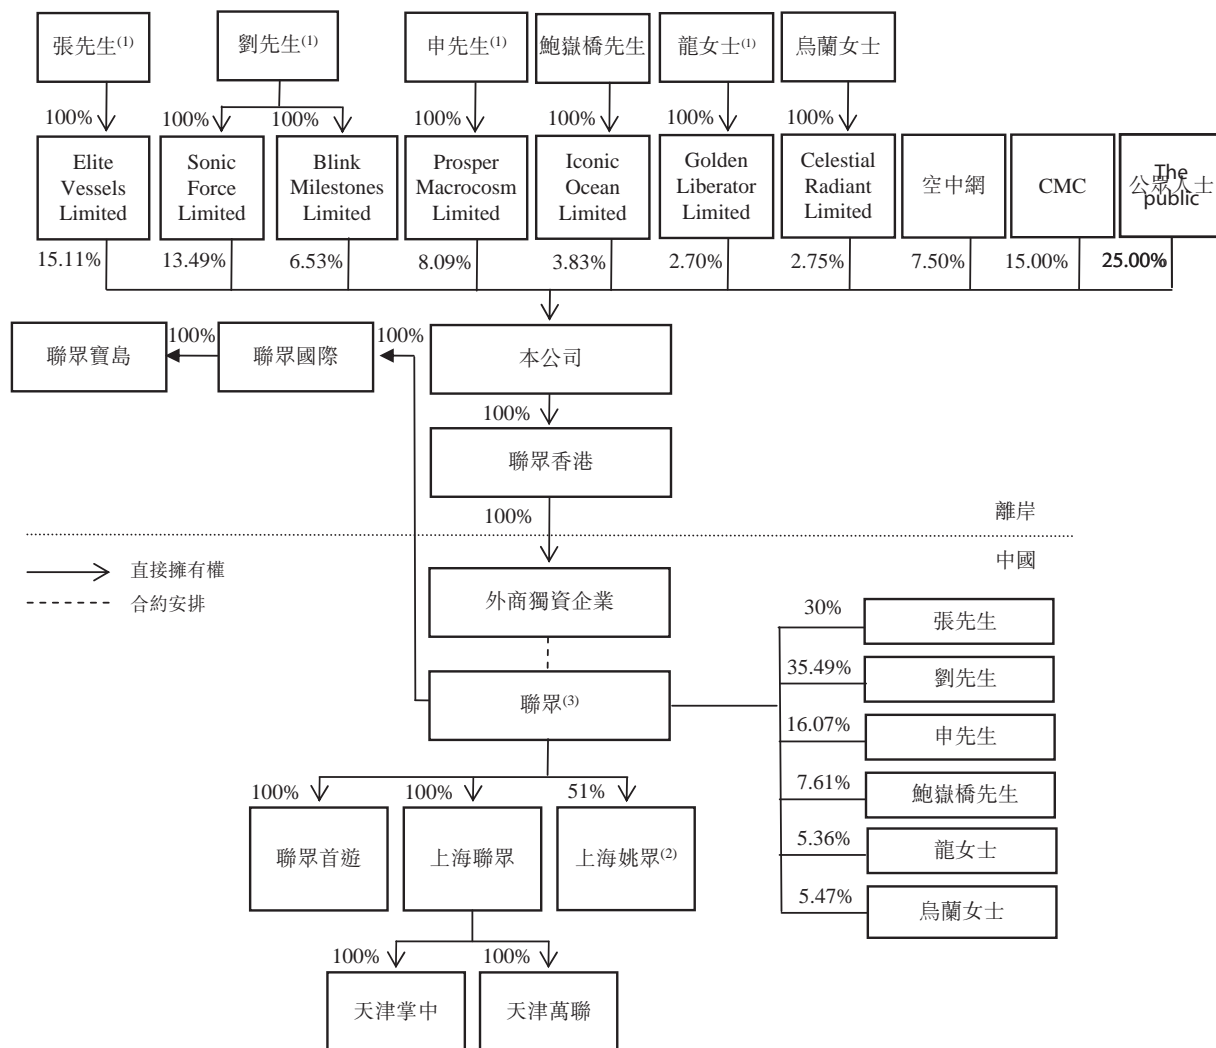 張先生(1)
劉先生(1)
申先生(1)
鮑嶽橋先生
龍女士(1)
烏蘭女士
100%
100%
100%
100%
100%
100%
100%
Elite
Vessels
Limited
Sonic
Force
Limited
Blink
Milestones
Limited
Prosper
Macrocosm
Limited
Iconic
Ocean
Limited
Golden
Liberator
Limited
Celestial
Radiant
Limited
空中網
CMC
公眾人士
The
public
15.11%
13.49%
6.53%
8.09%
3.83%
2.70%
2.75%
7.50%
15.00%
25.00%
聯眾寶島
100%
聯眾國際
100%
本公司
100%
聯眾香港
100%
離岸
中國
直接擁有權
合約安排
外商獨資企業
聯眾(3)
30%
張先生
35.49%
劉先生
16.07%
申先生
7.61%
鮑嶽橋先生
5.36%
龍女士
5.47%
烏蘭女士
100%
100%
51%
聯眾首遊
上海聯眾
上海姚眾(2)
100%
100%
天津掌中
天津萬聯